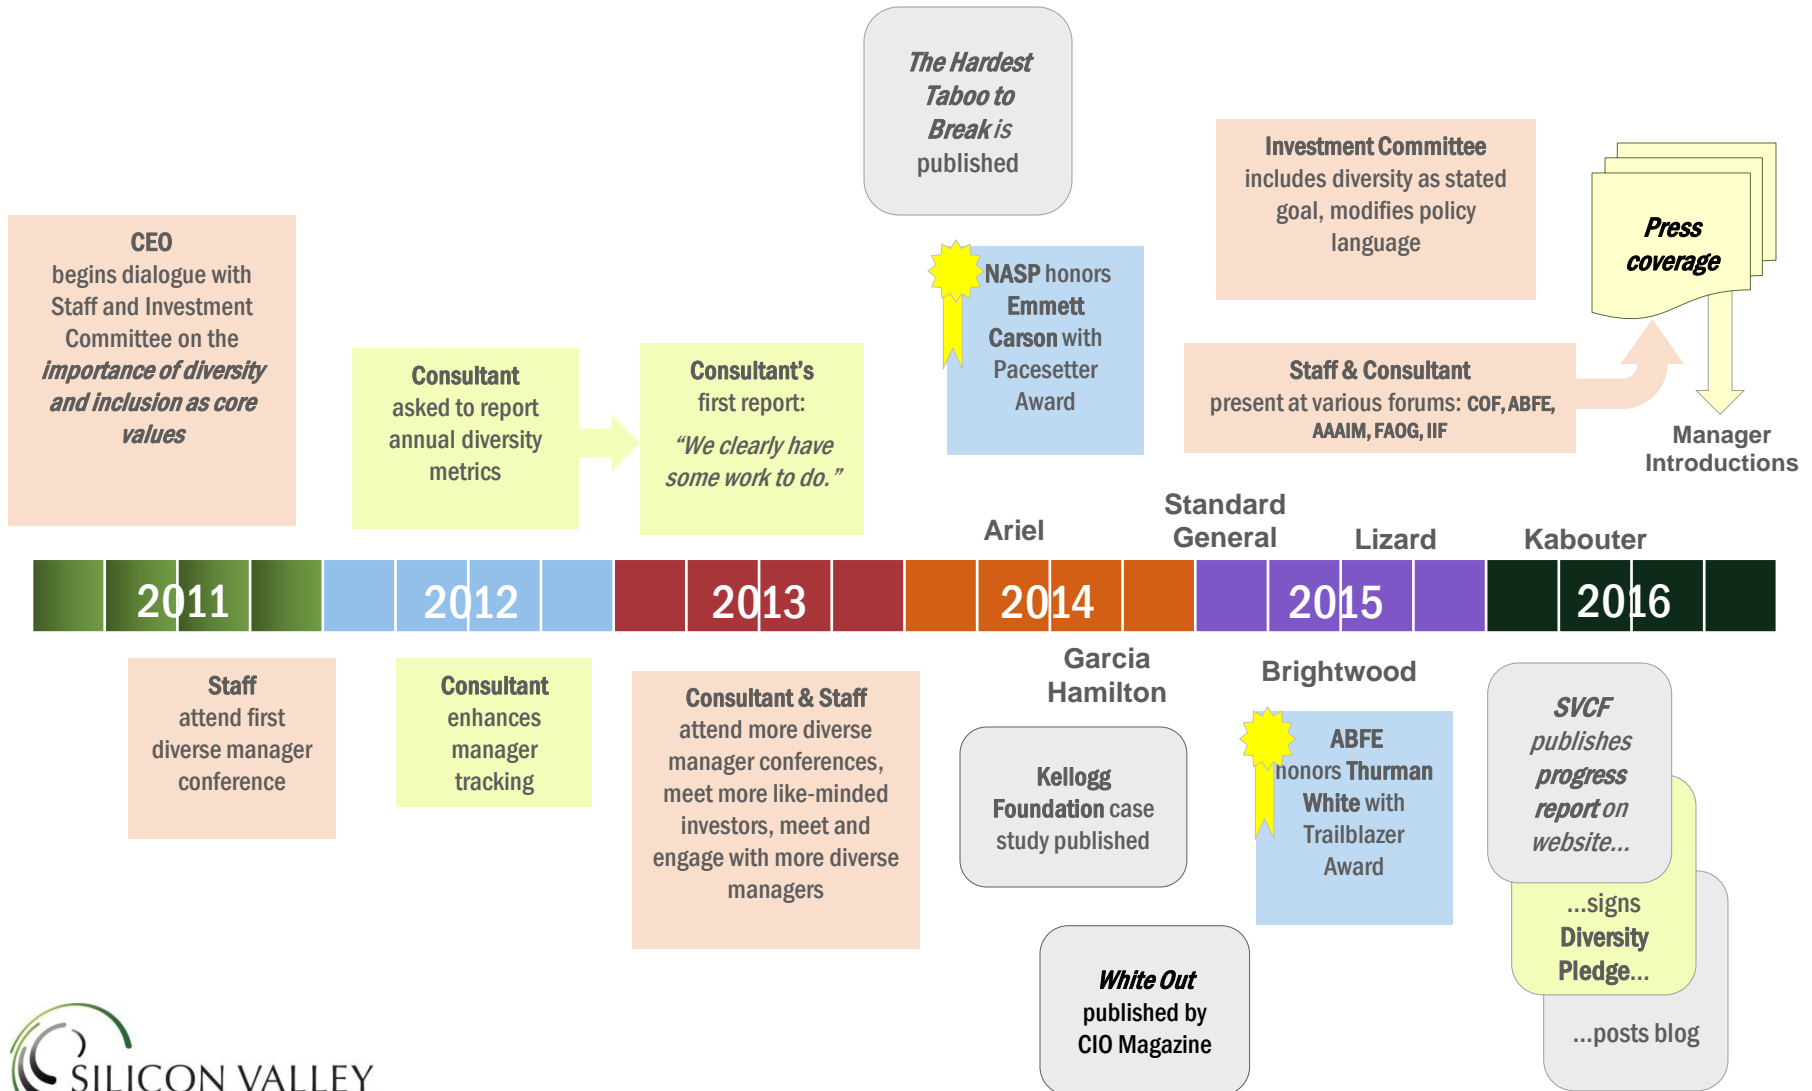 The Hardest
Taboo to
Break is
published
Investment Committee
includes diversity as stated
goal, modifies policy
language
Press
coverage
CEO
begins dialogue with
Staff and Investment
Committee on the
importance of diversity
and inclusion as core
values
NASP honors
Emmett
Carson with
Pacesetter
Award
Consultant
asked to report
annual diversity
metrics
Consultant's
first report:
“We clearly have
some work to do.”
Staff & Consultant
present at various forums: COF, ABFE,
AAAIM, FAOG, IIF
Manager
Introductions
Ariel
Standard
General
Lizard
Kabouter
2011
2012
2013
2014
2015
2016
Staff
attend first
diverse manager
conference
Consultant
enhances
manager
tracking
Consultant & Staff
attend more diverse
manager conferences,
meet more like-minded
investors, meet and
engage with more diverse
managers
Garcia
Hamilton
Brightwood
Kellogg
Foundation case
study published
ABFE
honors Thurman
White with
Trailblazer
Award
SVCF
publishes
progress
report on
website...
...signs
Diversity
Pledge...
...posts blog
White Out
published by
CIO Magazine
SILICON VALLEY